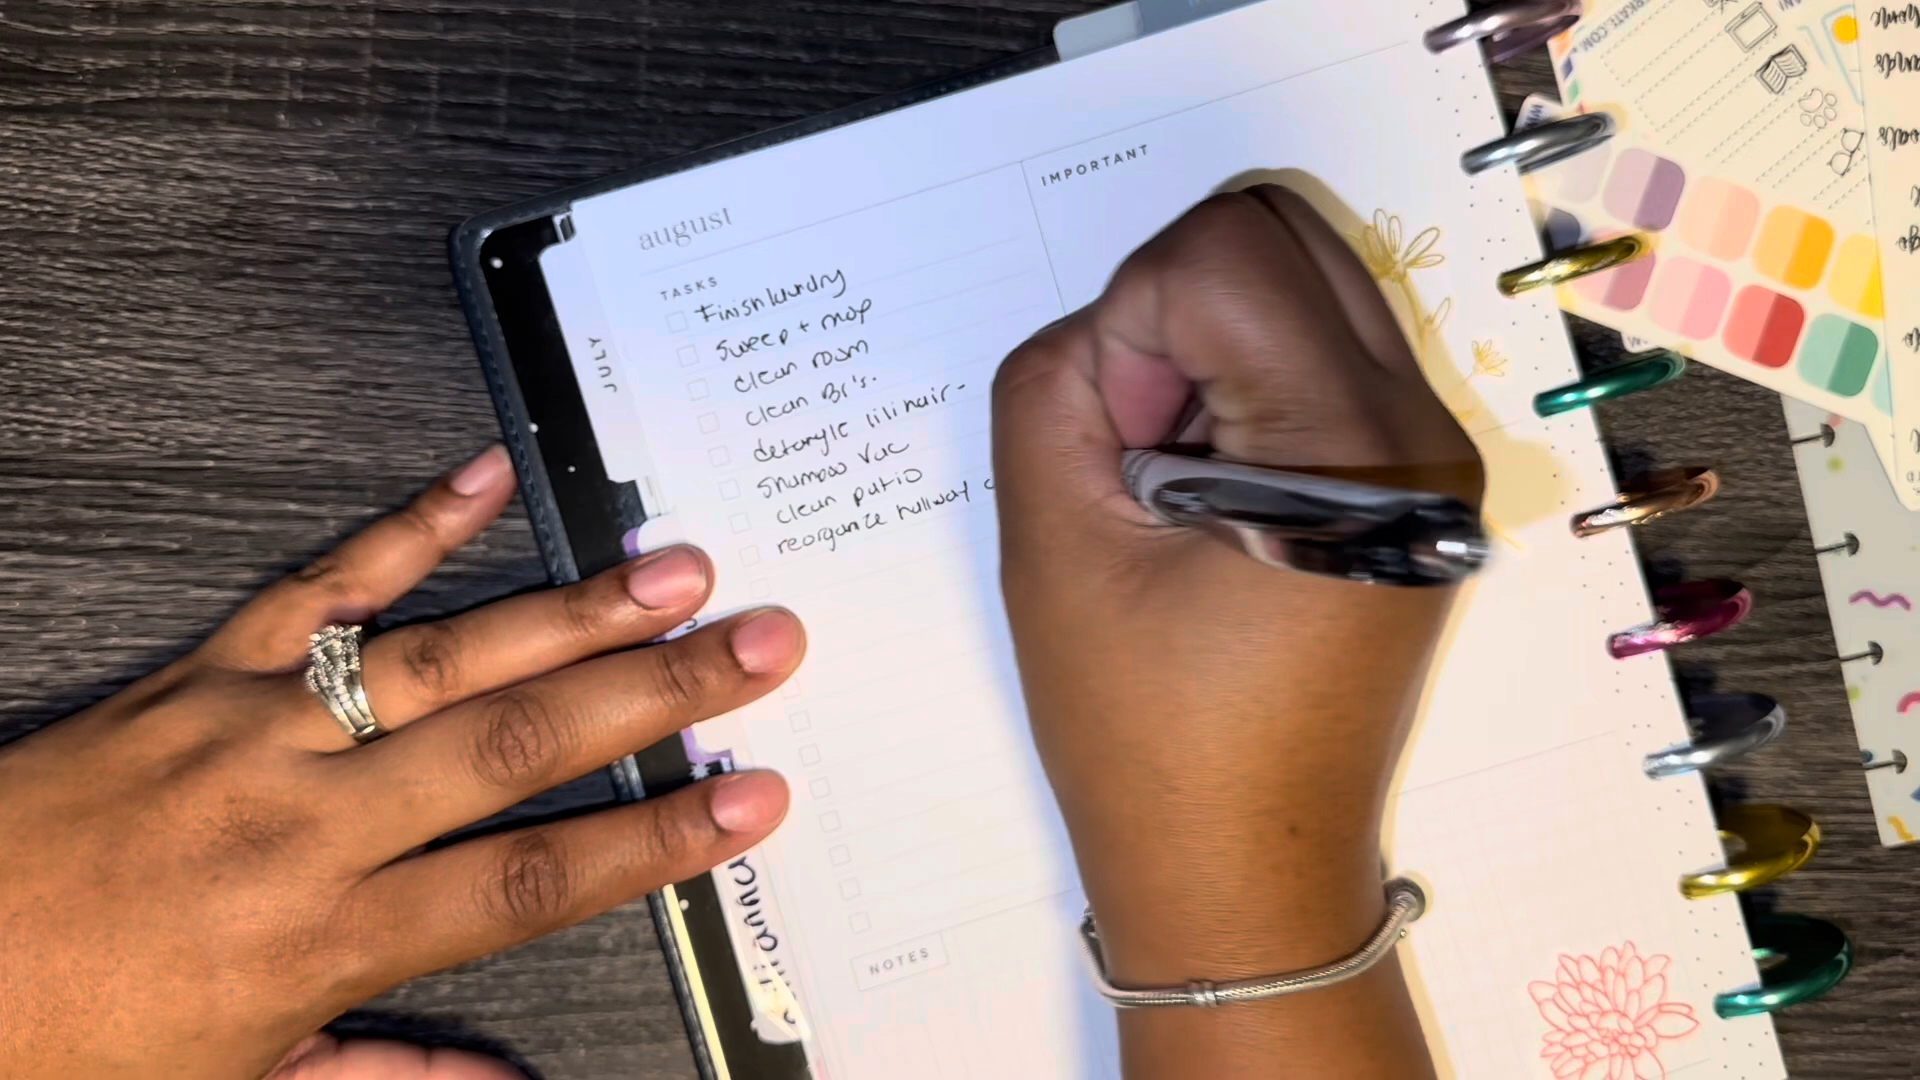 august
TASKS
IMPORTANT
Finish laundry
sweep + mop
clean room
clean Br's.
detangle lili hair-
shampoo vac
clean patio
reorganize hallway c
JULY
NOTES